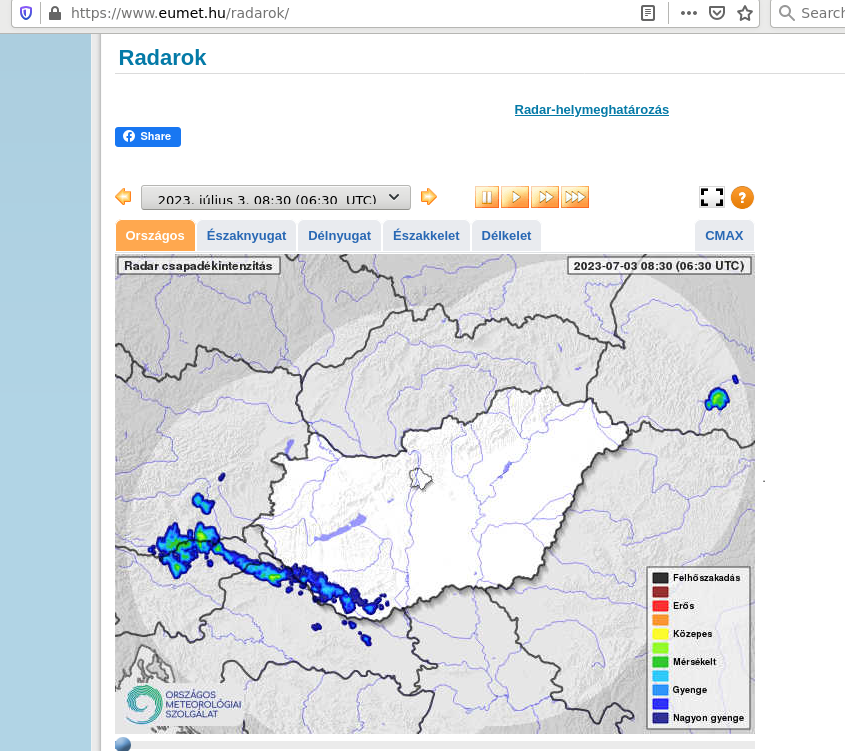 https://www.eumet.hu/radarok/
Search
Radarok
Radar-helymeghatározás
Share
2023. július 3. 08:30 (06:30 UTC)
?
Országos
Északnyugat
Délnyugat
Északkelet
Délkelet
CMAX
Radar csapadékintenzitás
2023-07-03 08:30 (06:30 UTC)
Felhőszakadás
Erős
Közepes
Mérsékelt
Gyenge
Nagyon gyenge
ORSZÁGOS
METEOROLÓGIAI
SZOLGÁLAT